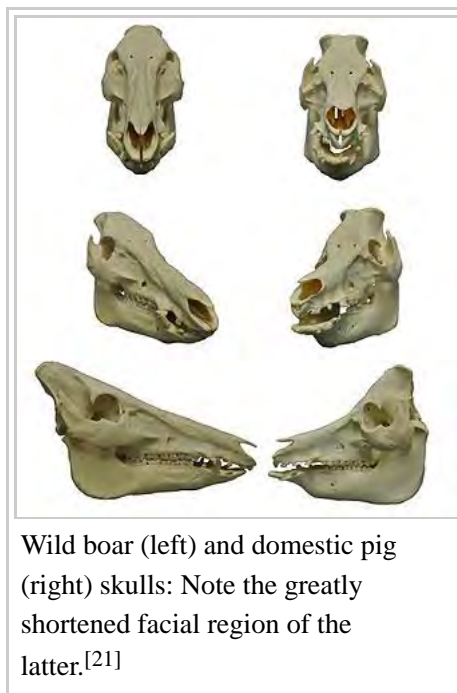 Wild boar (left) and domestic pig
(right) skulls: Note the greatly
shortened facial region of the
latter.[21]